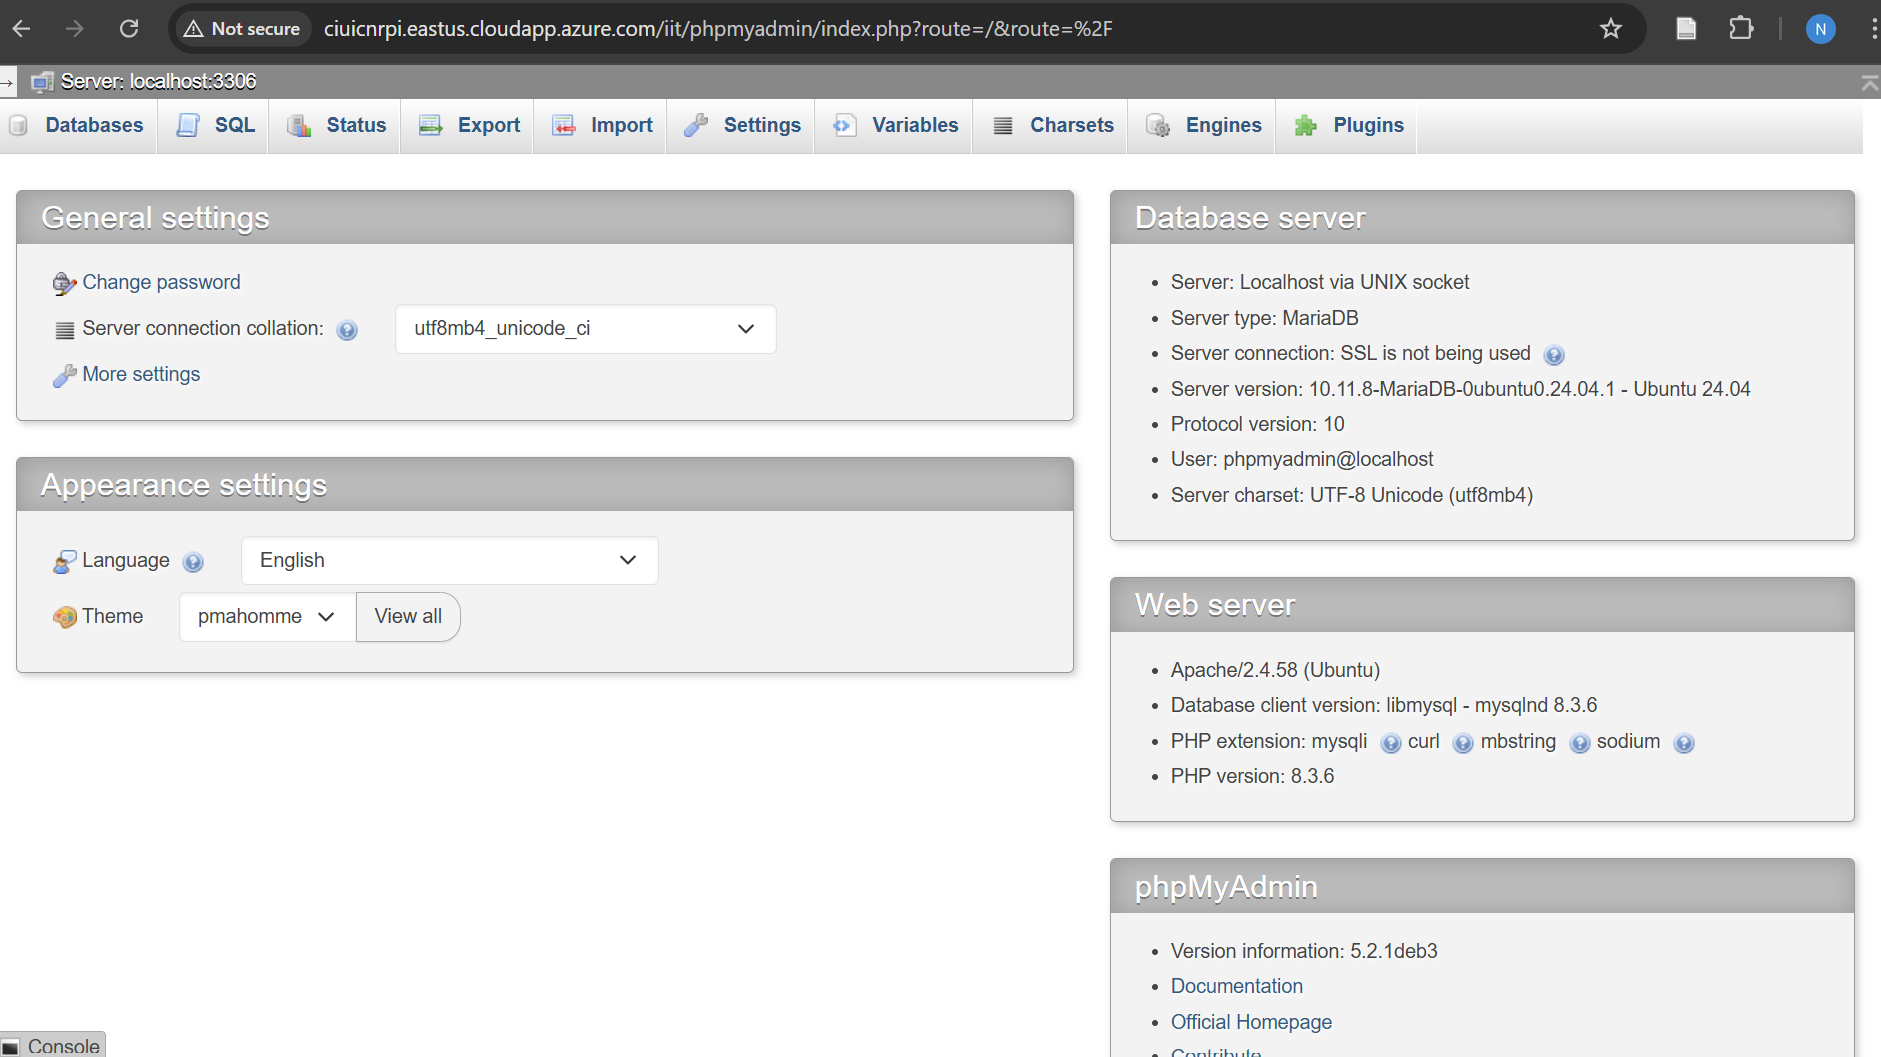 Not secure ciuicnrpi.eastus.cloudapp.azure.com/iit/phpmyadmin/index.php?route=/&route=%2F N
Server: localhost:3306
Databases SQL Status Export Import Settings Variables Charsets Engines Plugins
General settings
Change password
Server connection collation: utf8mb4_unicode_ci
More settings
Appearance settings
Language English
Theme pmahomme View all
Database server
Server: Localhost via UNIX socket
Server type: MariaDB
Server connection: SSL is not being used
Server version: 10.11.8-MariaDB-0ubuntu0.24.04.1 - Ubuntu 24.04
Protocol version: 10
User: phpmyadmin@localhost
Server charset: UTF-8 Unicode (utf8mb4)
Web server
Apache/2.4.58 (Ubuntu)
Database client version: libmysql - mysqlnd 8.3.6
PHP extension: mysqli curl mbstring sodium
PHP version: 8.3.6
phpMyAdmin
Version information: 5.2.1deb3
Documentation
Official Homepage
Contribute
Console